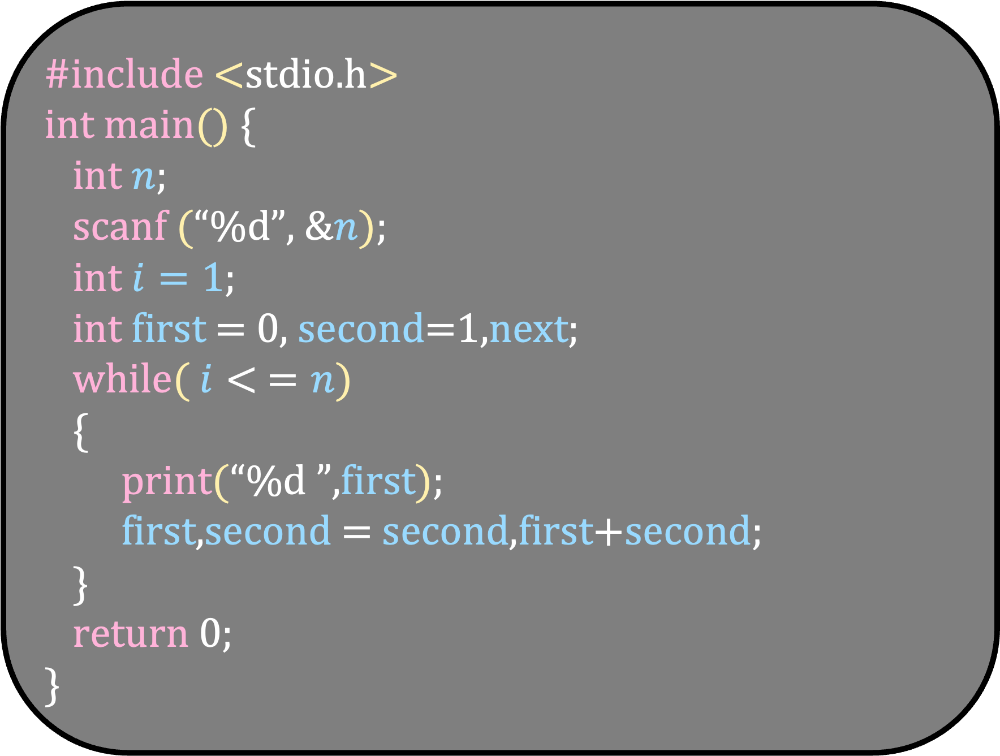 #include <stdio.h>
int main() {
int n;
scanf (“%d”, &n);
int i = 1;
int first = 0, second=1,next;
while( i < = n)
{
print(“%d ”,first);
first,second = second,first+second;
}
return 0;
}